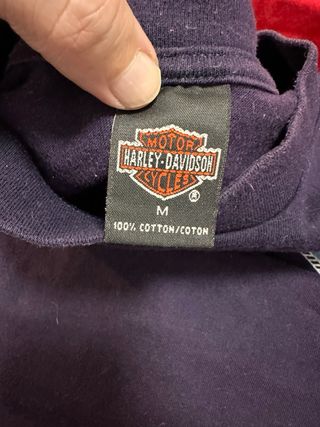 MOTOR
HARLEY-DAVIDSON
CYCLES
®
M
100% COTTON/COTON